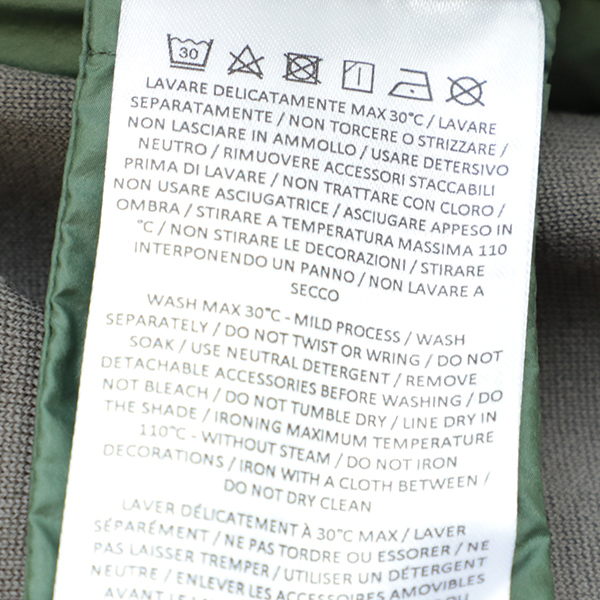 30
LAVARE DELICATAMENTE MAX 30°C / LAVARE
SEPARATAMENTE / NON TORCERE O STRIZZARE /
NON LASCIARE IN AMMOLLO / USARE DETERSIVO
NEUTRO / RIMUOVERE ACCESSORI STACCABILI
PRIMA DI LAVARE / NON TRATTARE CON CLORO /
NON USARE ASCIUGATRICE / ASCIUGARE APPESO IN
OMBRA / STIRARE A TEMPERATURA MASSIMA 110
°C / NON STIRARE LE DECORAZIONI / STIRARE
INTERPONENDO UN PANNO / NON LAVARE A
SECCO
WASH MAX 30°C - MILD PROCESS / WASH
SEPARATELY / DO NOT TWIST OR WRING / DO NOT
SOAK / USE NEUTRAL DETERGENT / REMOVE
DETACHABLE ACCESSORIES BEFORE WASHING / DO
NOT BLEACH / DO NOT TUMBLE DRY / LINE DRY IN
THE SHADE / IRONING MAXIMUM TEMPERATURE
110°C - WITHOUT STEAM / DO NOT IRON
DECORATIONS / IRON WITH A CLOTH BETWEEN /
DO NOT DRY CLEAN
LAVER DÉLICATEMENT À 30°C MAX / LAVER
SÉPARÉMENT / NE PAS TORDRE OU ESSORER / NE
PAS LAISSER TREMPER / UTILISER UN DÉTERGENT
NEUTRE / ENLEVER LES ACCESSOIRES AMOVIBLES
AVANT LE LAVAGE